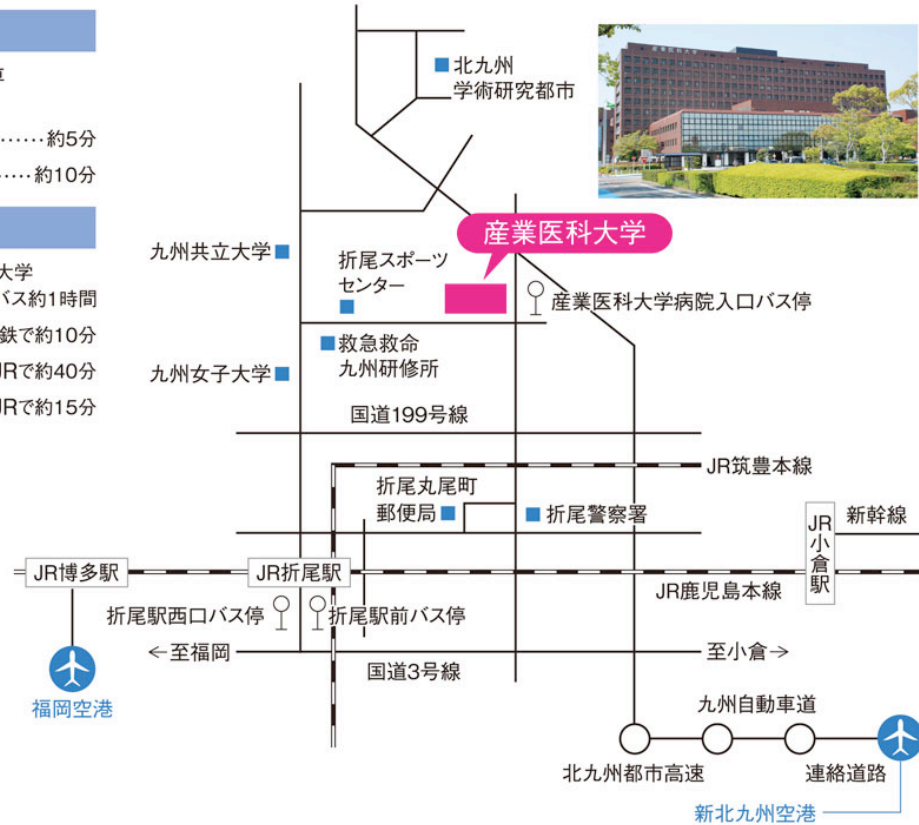 ……約5分
……約10分
大学
バス約1時間
鉄で約10分
JRで約40分
JRで約15分
北九州
学術研究都市
産業医科大学
産業医科大学
九州共立大学
折尾スポーツ
センター
産業医科大学病院入口バス停
救急救命
九州研修所
九州女子大学
国道199号線
JR筑豊本線
折尾丸尾町
郵便局
折尾警察署
JR小倉駅
新幹線
JR博多駅
JR折尾駅
JR鹿児島本線
折尾駅西口バス停
折尾駅前バス停
←至福岡
至小倉→
国道3号線
福岡空港
九州自動車道
北九州都市高速
連絡道路
新北九州空港